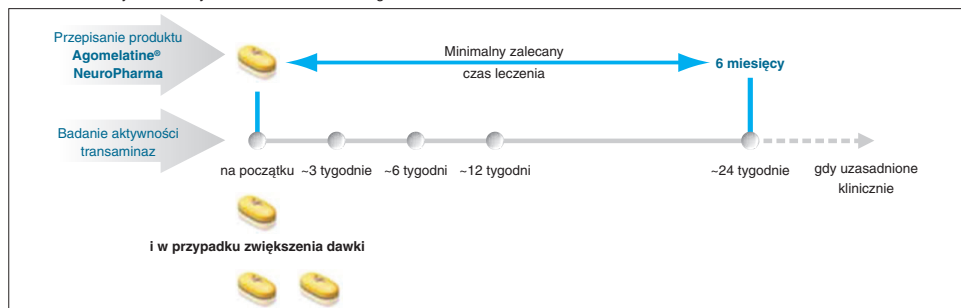 Przepisanie produktu
Agomelatine®
NeuroPharma
Minimalny zalecany
czas leczenia
6 miesięcy
Badanie aktywności
transaminaz
na początku ~3 tygodnie ~6 tygodni ~12 tygodni ~24 tygodnie gdy uzasadnione
klinicznie
i w przypadku zwiększenia dawki